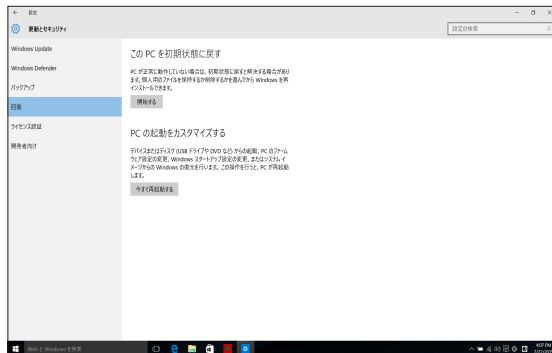 設定
更新とセキュリティ
設定の検索
Windows Update
Windows Defender
バックアップ
回復
ライセンス認証
開発者向け
この PC を初期状態に戻す
PC が正常に動作していない場合は、初期状態に戻すと解決する場合があり
ます。個人用のファイルを保持するか削除するかを選んでから Windows を再
インストールできます。
開始する
PC の起動をカスタマイズする
デバイスまたはディスク (USB ドライブや DVD など) からの起動、PC のファーム
ウェア設定の変更、Windows スタートアップ設定の変更、またはシステム イ
メージからの Windows の復元を行います。この操作を行うと、PC が再起動
します。
今すぐ再起動する
Web と Windows を検索
4:07 PM